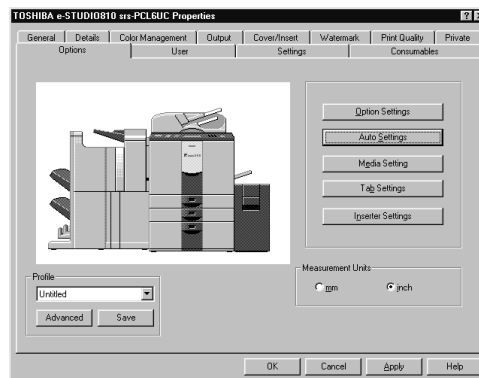 TOSHIBA e-STUDIO810 srs-PCL6UC Properties
General Details Color Management Output Cover/Insert Watermark Print Quality Private
Options User Settings Consumables
Option Settings
Auto Settings
Media Setting
Tab Settings
Inserter Settings
Measurement Units
mm inch
Profile
Untitled
Advanced Save
OK Cancel Apply Help